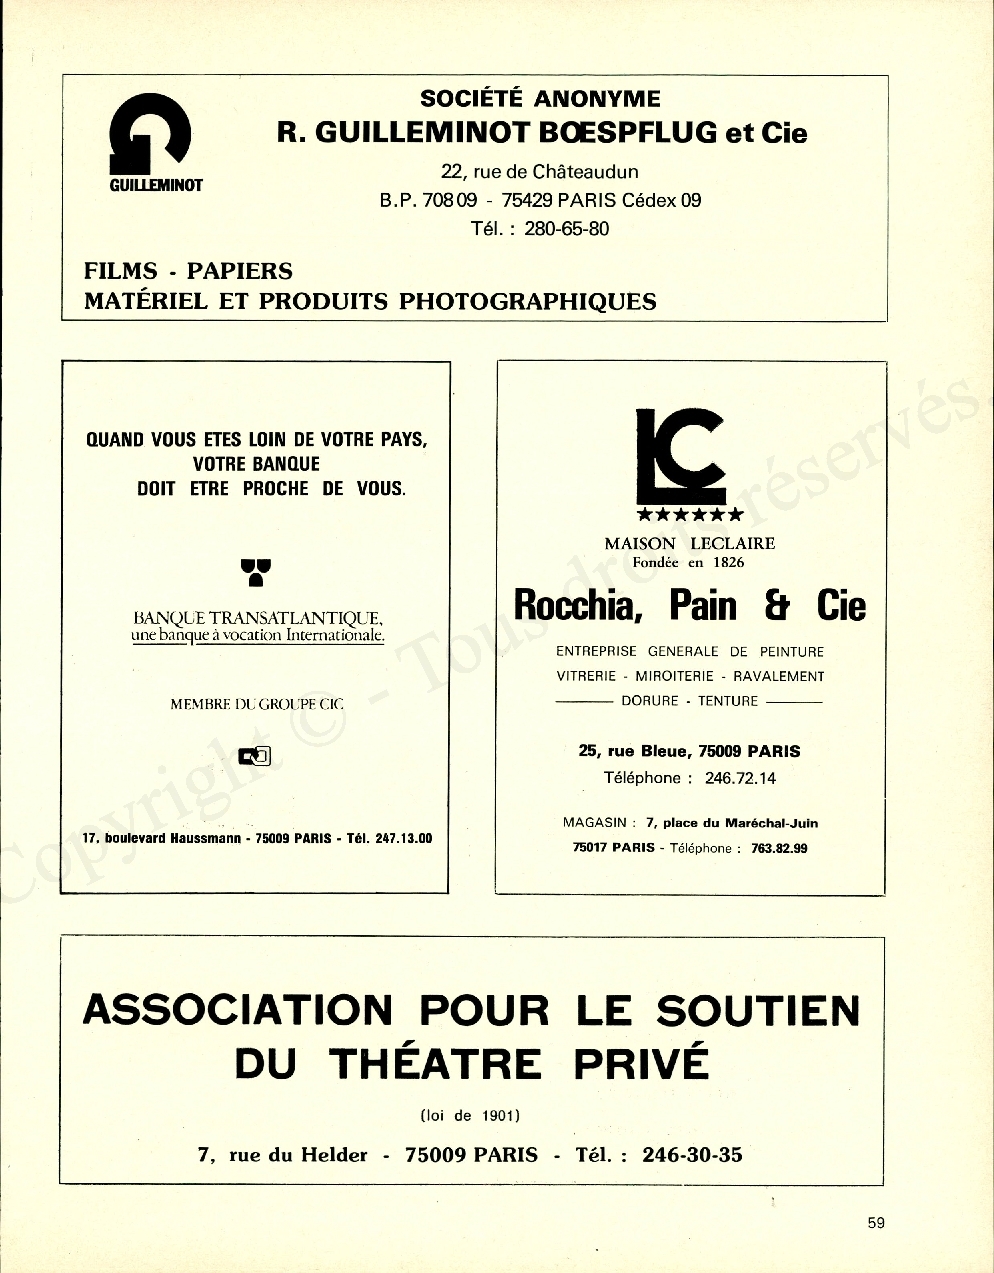 SOCIÉTÉ ANONYME
R. GUILLEMINOT BŒSPFLUG et Cie
GUILLEMINOT
22, rue de Châteaudun
B.P. 708 09 - 75429 PARIS Cédex 09
Tél. : 280-65-80
FILMS - PAPIERS
MATÉRIEL ET PRODUITS PHOTOGRAPHIQUES
QUAND VOUS ETES LOIN DE VOTRE PAYS,
VOTRE BANQUE
DOIT ETRE PROCHE DE VOUS.
BANQUE TRANSATLANTIQUE,
une banque à vocation Internationale.
MEMBRE DU GROUPE CIC
17, boulevard Haussmann - 75009 PARIS - Tél. 247.13.00
LC
MAISON LECLAIRE
Fondée en 1826
Rocchia, Pain & Cie
ENTREPRISE GENERALE DE PEINTURE
VITRERIE - MIROITERIE - RAVALEMENT
DORURE - TENTURE
25, rue Bleue, 75009 PARIS
Téléphone : 246.72.14
MAGASIN : 7, place du Maréchal-Juin
75017 PARIS - Téléphone : 763.82.99
ASSOCIATION POUR LE SOUTIEN
DU THÉATRE PRIVÉ
(loi de 1901)
7, rue du Helder - 75009 PARIS - Tél. : 246-30-35
59
Copyright © - Tous droits réservés.